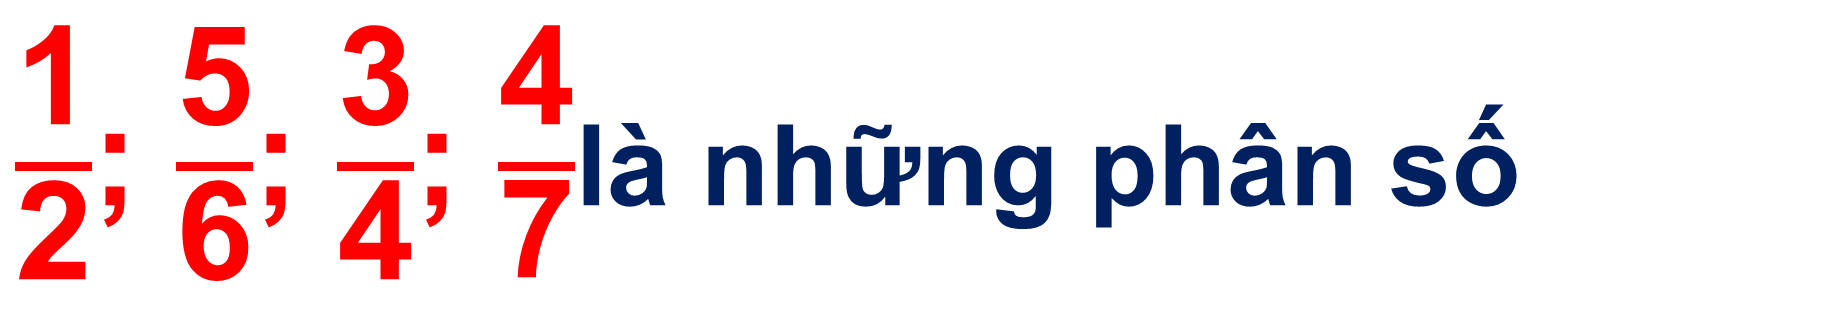 1/2; 5/6; 3/4; 4/7 là những phân số